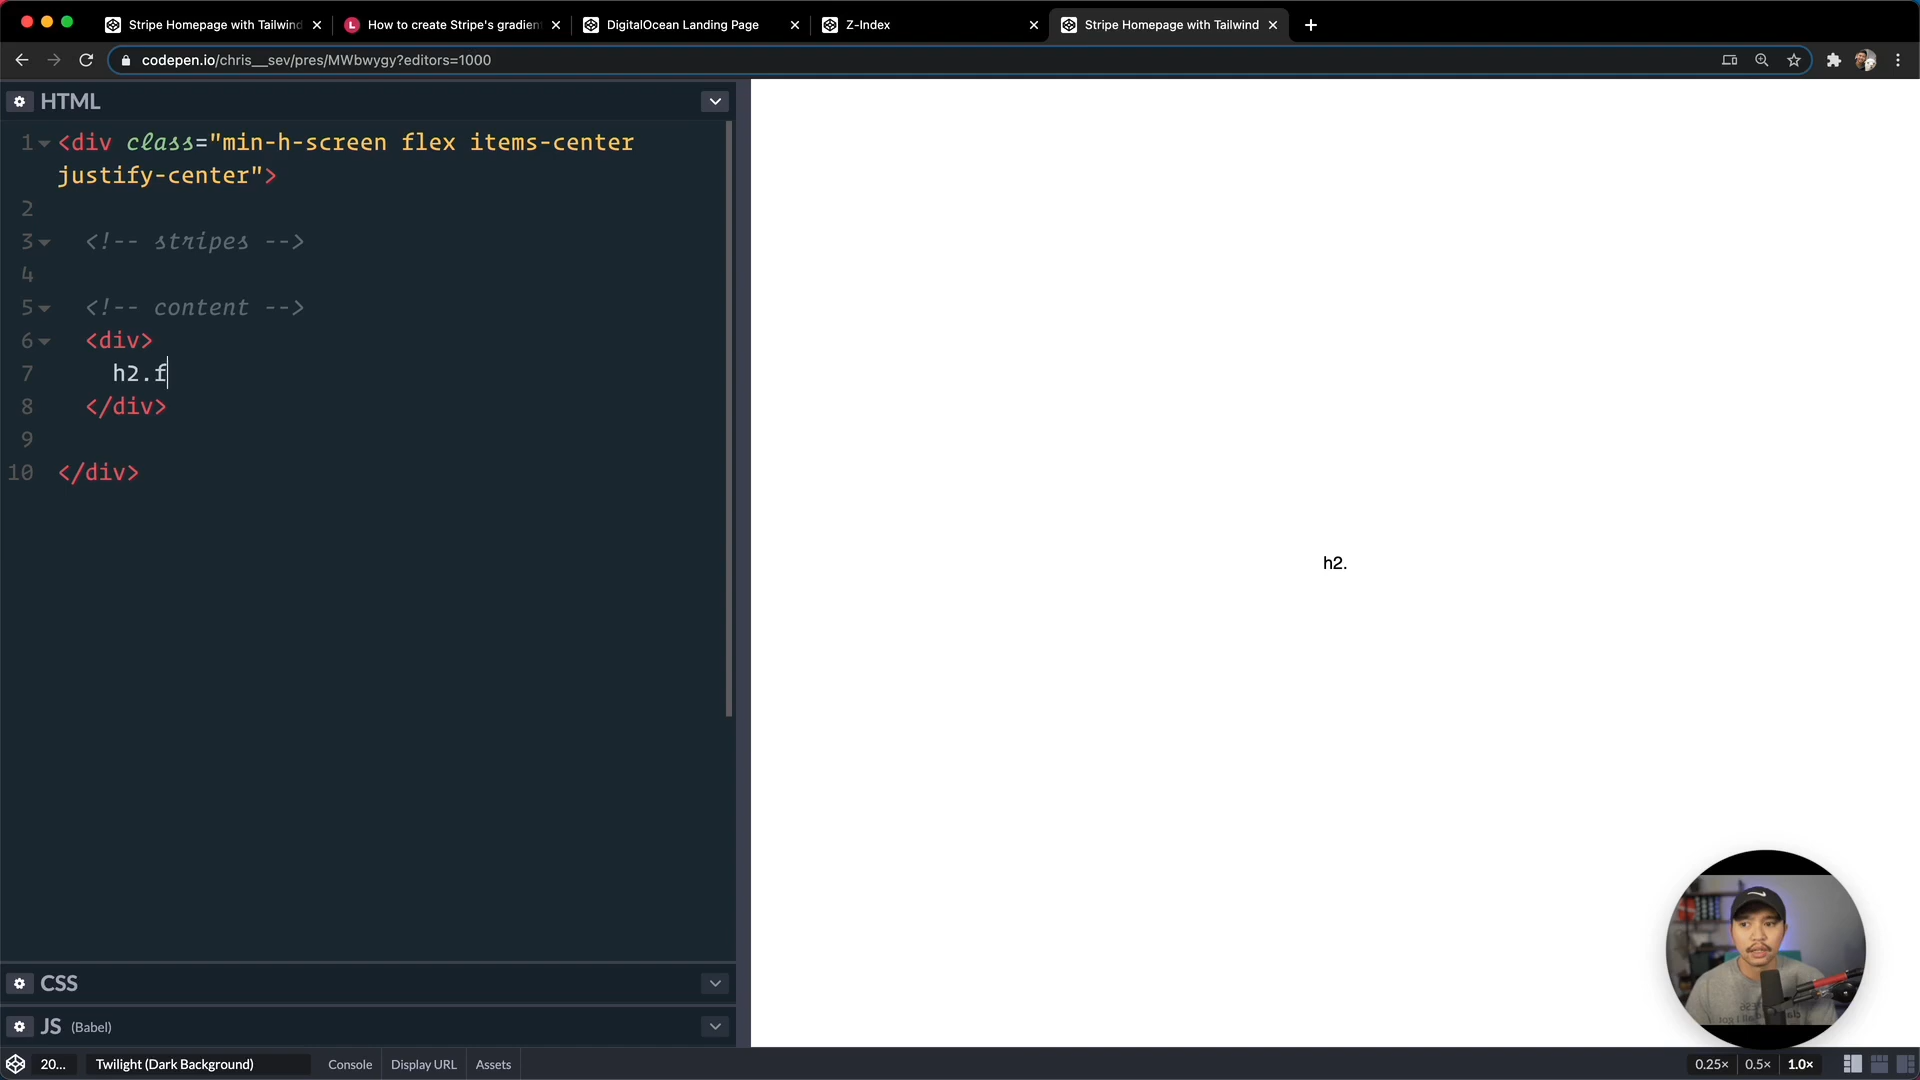 Stripe Homepage with Tailwind
How to create Stripe's gradien
DigitalOcean Landing Page
Z-Index
Stripe Homepage with Tailwind
codepen.io/chris__sev/pres/MWbwygy?editors=1000
HTML
1 <div class="min-h-screen flex items-center
justify-center">
2
3 <!-- stripes -->
4
5 <!-- content -->
6 <div>
7 h2.f
8 </div>
9
10 </div>
h2.
CSS
JS (Babel)
20... Twilight (Dark Background) Console Display URL Assets 0.25× 0.5× 1.0×